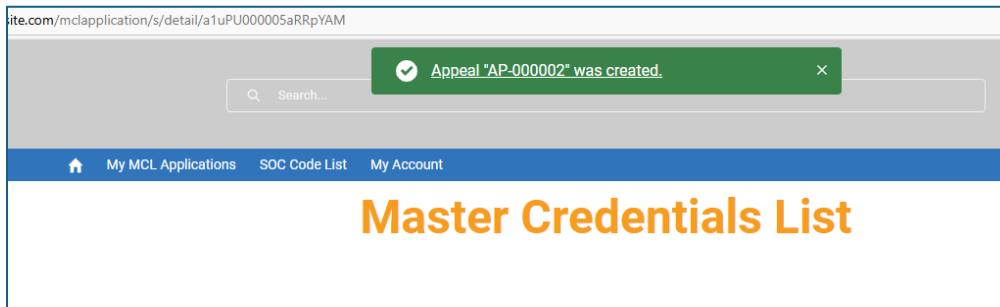 site.com/mclapplication/s/detail/a1uPU000005aRRpYAM
Appeal "AP-000002" was created.
Search...
My MCL Applications SOC Code List My Account
Master Credentials List